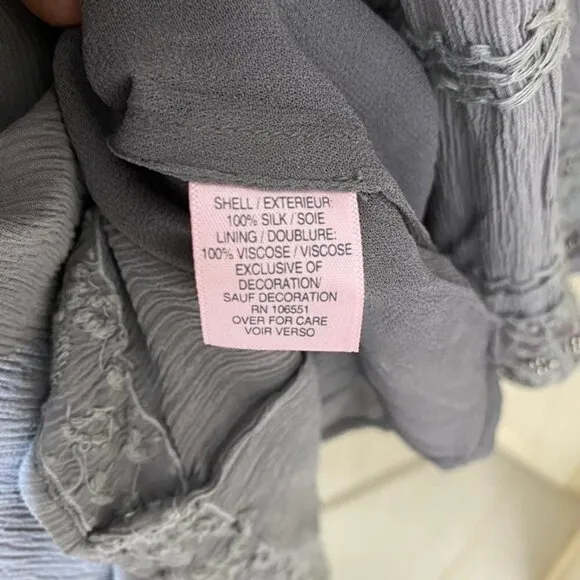 SHELL / EXTERIEUR:
100% SILK / SOIE
LINING / DOUBLURE:
100% VISCOSE / VISCOSE
EXCLUSIVE OF
DECORATION/
SAUF DECORATION
RN 106551
OVER FOR CARE
VOIR VERSO